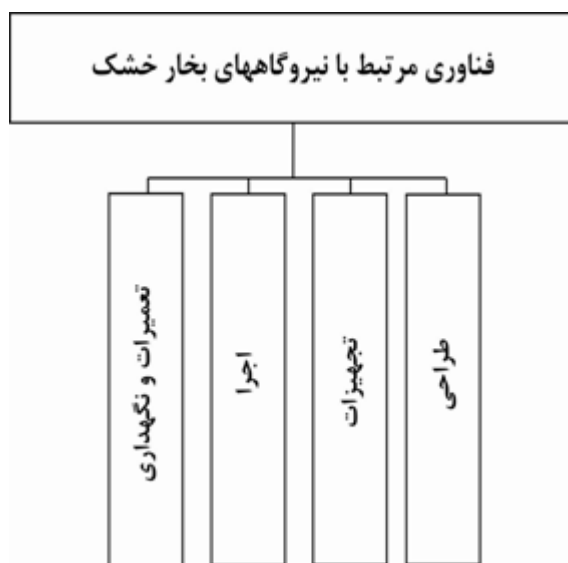 فناوری مرتبط با نیروگاههای بخار خشک
طراحی
تجهیزات
اجرا
تعمیرات و نگهداری